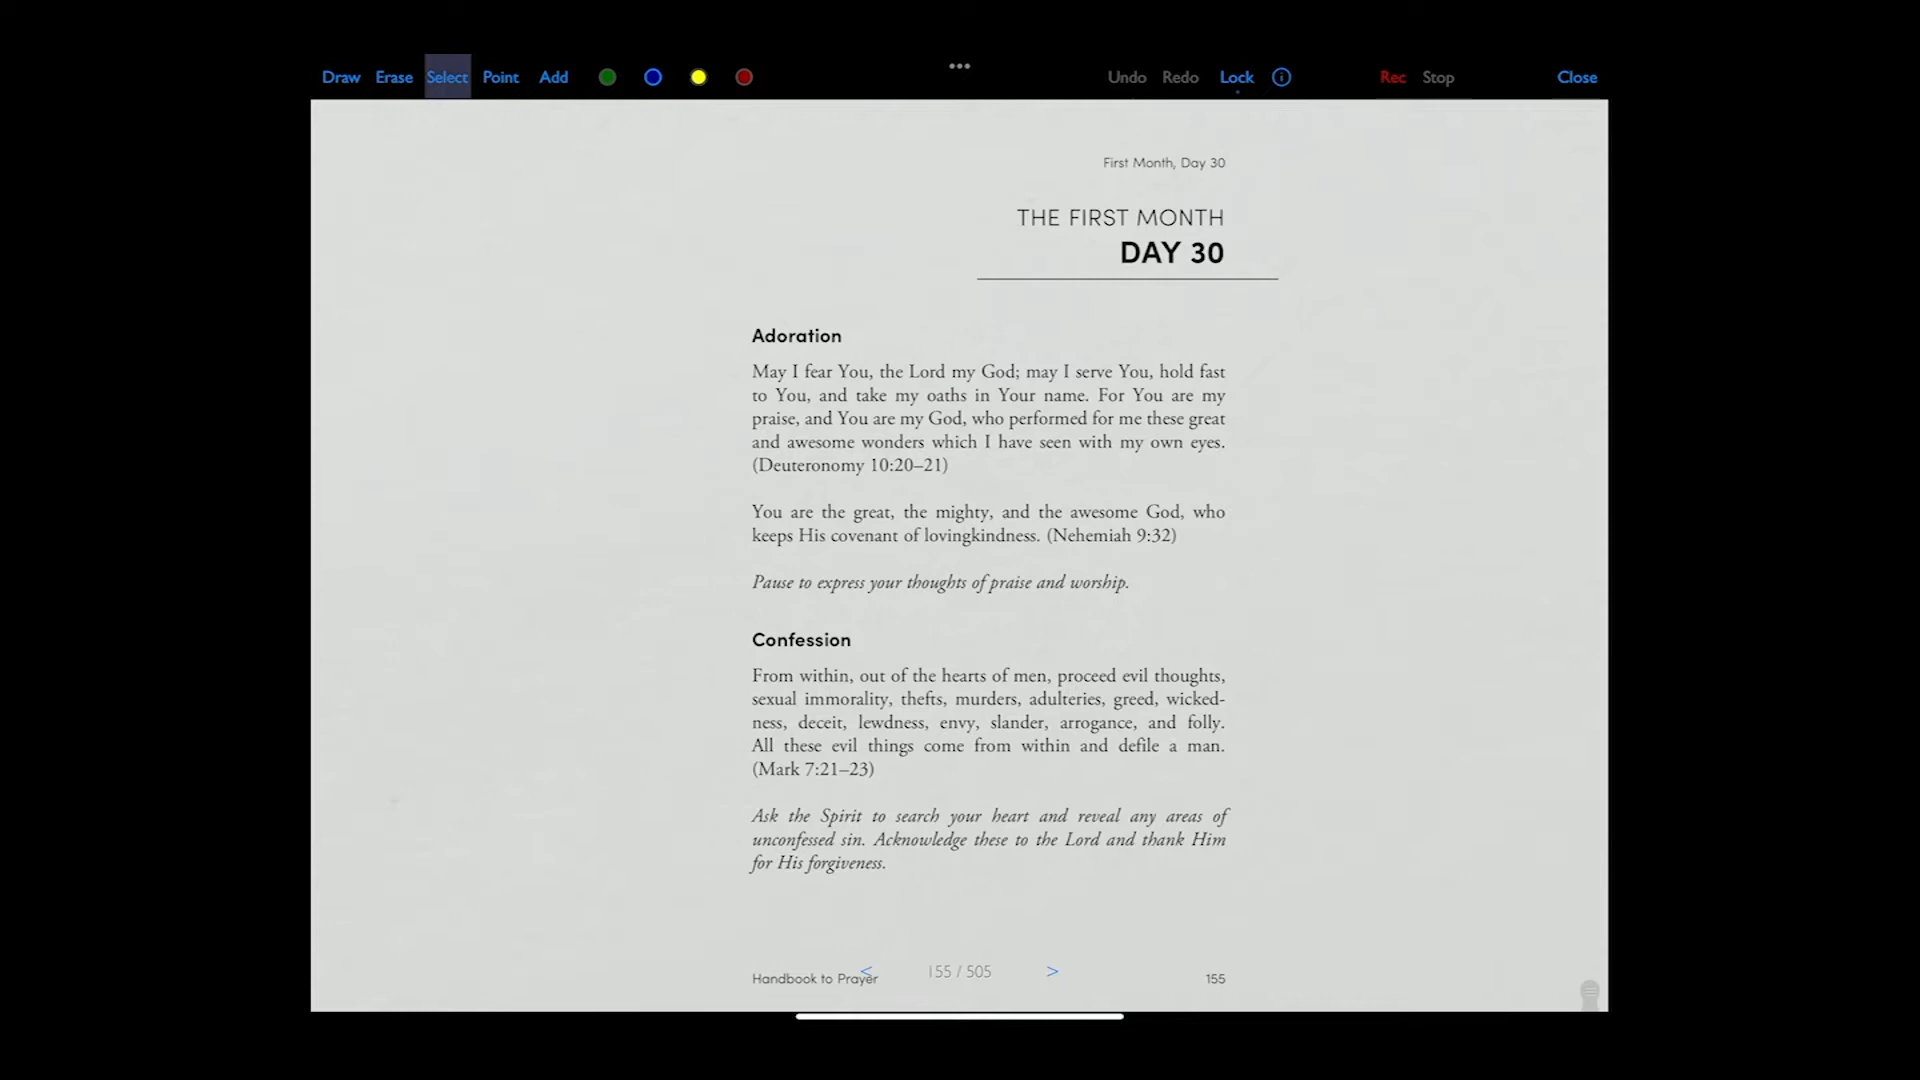 Draw Erase Select Point Add Undo Redo Lock Rec Stop Close
First Month, Day 30
THE FIRST MONTH
DAY 30
Adoration
May I fear You, the Lord my God; may I serve You, hold fast
to You, and take my oaths in Your name. For You are my
praise, and You are my God, who performed for me these great
and awesome wonders which I have seen with my own eyes.
(Deuteronomy 10:20–21)
You are the great, the mighty, and the awesome God, who
keeps His covenant of lovingkindness. (Nehemiah 9:32)
Pause to express your thoughts of praise and worship.
Confession
From within, out of the hearts of men, proceed evil thoughts,
sexual immorality, thefts, murders, adulteries, greed, wicked-
ness, deceit, lewdness, envy, slander, arrogance, and folly.
All these evil things come from within and defile a man.
(Mark 7:21–23)
Ask the Spirit to search your heart and reveal any areas of
unconfessed sin. Acknowledge these to the Lord and thank Him
for His forgiveness.
< 155 / 505 >
Handbook to Prayer 155